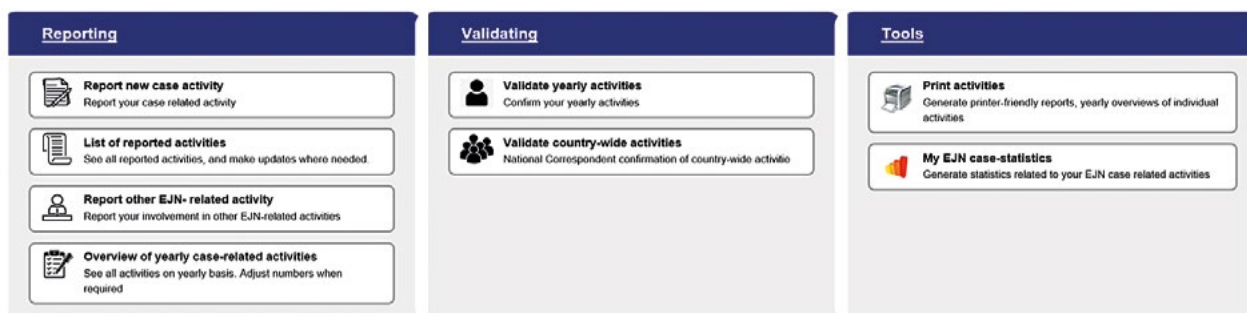 Reporting
Report new case activity
Report your case related activity
List of reported activities
See all reported activities, and make updates where needed.
Report other EJN- related activity
Report your involvement in other EJN-related activities
Overview of yearly case-related activities
See all activities on yearly basis. Adjust numbers when
required
Validating
Validate yearly activities
Confirm your yearly activities
Validate country-wide activities
National Correspondent confirmation of country-wide activitie
Tools
Print activities
Generate printer-friendly reports, yearly overviews of individual
activities
My EJN case-statistics
Generate statistics related to your EJN case related activities